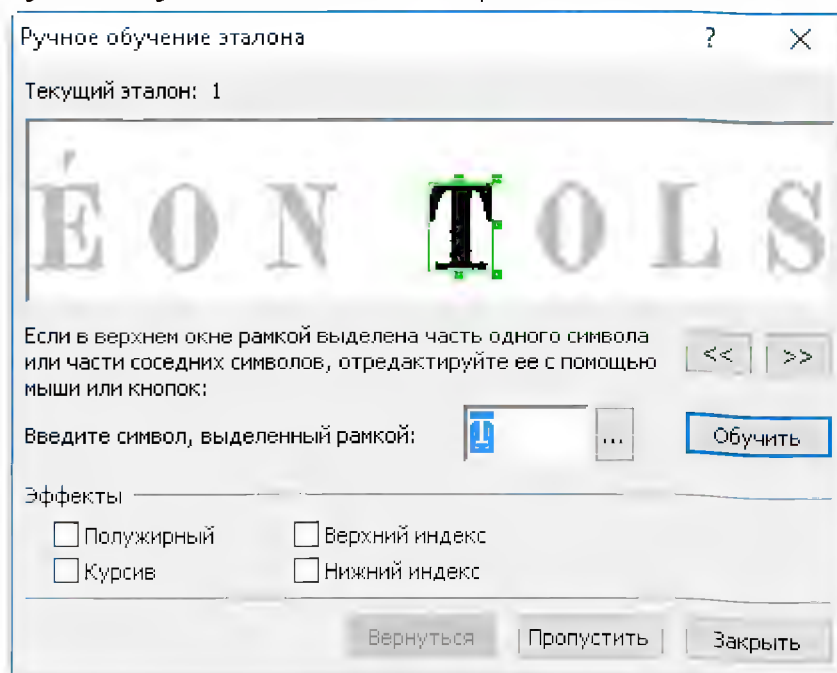 Ручное обучение эталона ? ×
Текущий эталон: 1
ÉON TOLS
Если в верхнем окне рамкой выделена часть одного символа
или части соседних символов, отредактируйте ее с помощью << >>
мыши или кнопок:
Введите символ, выделенный рамкой: T ... Обучить
Эффекты
Полужирный Верхний индекс
Курсив Нижний индекс
Вернуться Пропустить Закрыть